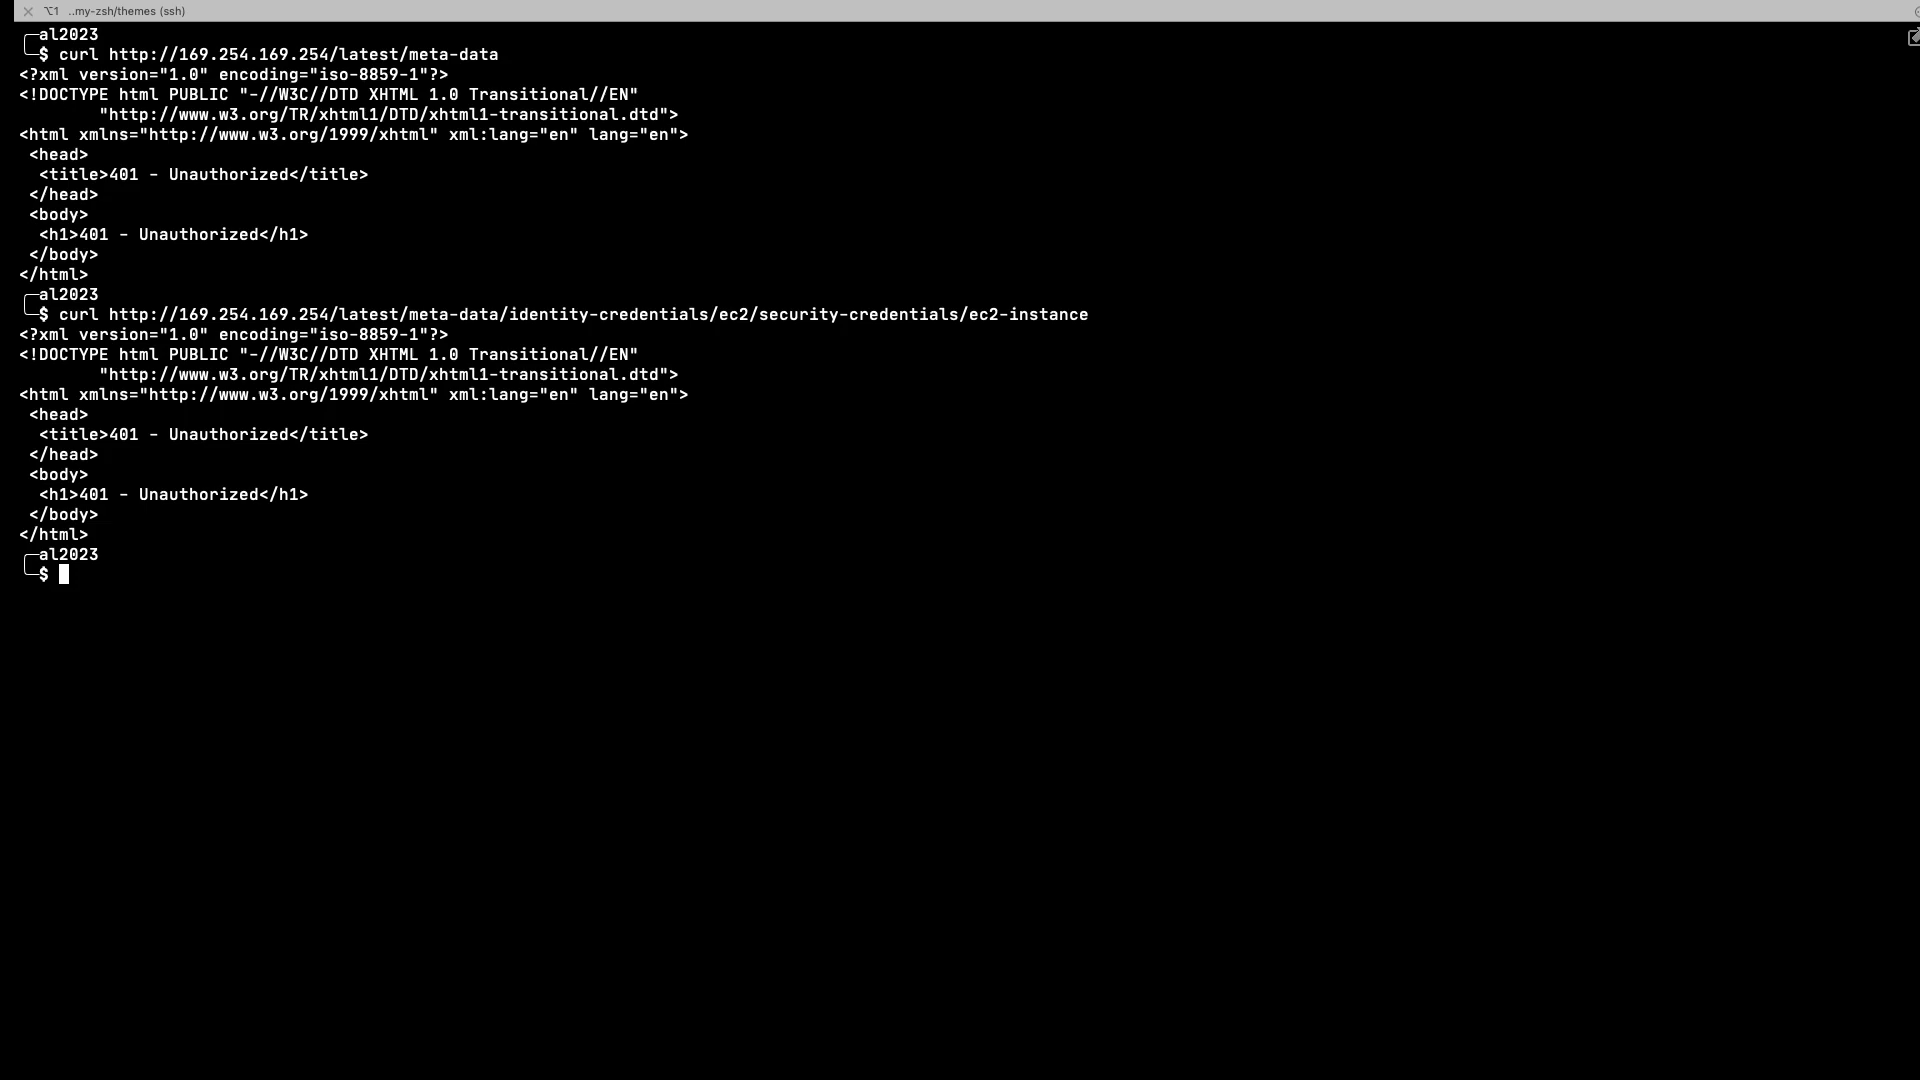 ⌥1 ..my-zsh/themes (ssh)
╭─al2023
╰─$ curl http://169.254.169.254/latest/meta-data
<?xml version="1.0" encoding="iso-8859-1"?>
<!DOCTYPE html PUBLIC "-//W3C//DTD XHTML 1.0 Transitional//EN"
        "http://www.w3.org/TR/xhtml1/DTD/xhtml1-transitional.dtd">
<html xmlns="http://www.w3.org/1999/xhtml" xml:lang="en" lang="en">
 <head>
  <title>401 - Unauthorized</title>
 </head>
 <body>
  <h1>401 - Unauthorized</h1>
 </body>
</html>
╭─al2023
╰─$ curl http://169.254.169.254/latest/meta-data/identity-credentials/ec2/security-credentials/ec2-instance
<?xml version="1.0" encoding="iso-8859-1"?>
<!DOCTYPE html PUBLIC "-//W3C//DTD XHTML 1.0 Transitional//EN"
        "http://www.w3.org/TR/xhtml1/DTD/xhtml1-transitional.dtd">
<html xmlns="http://www.w3.org/1999/xhtml" xml:lang="en" lang="en">
 <head>
  <title>401 - Unauthorized</title>
 </head>
 <body>
  <h1>401 - Unauthorized</h1>
 </body>
</html>
╭─al2023
╰─$